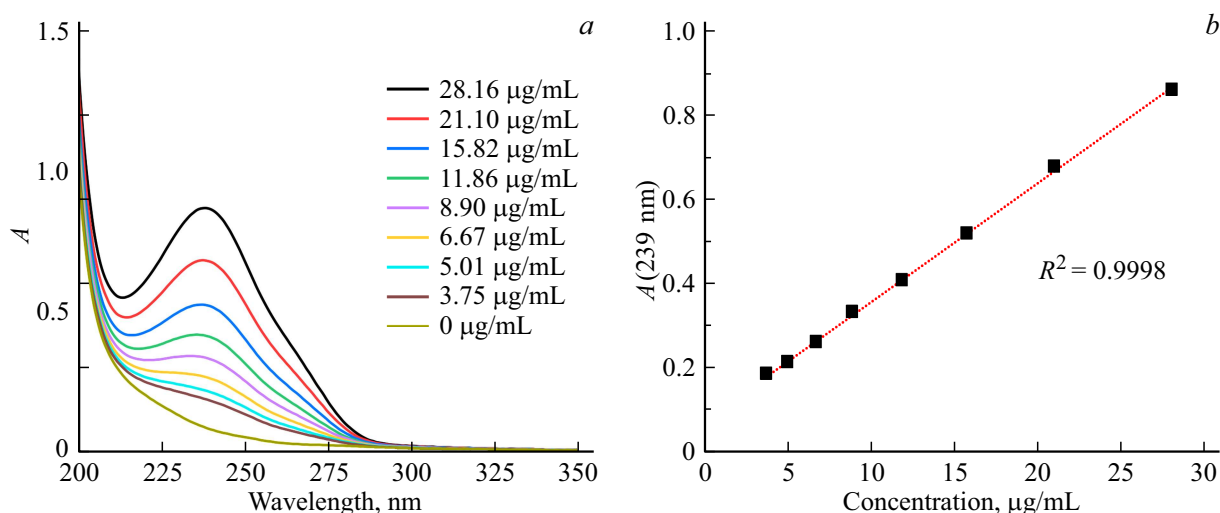 a
1.5
1.0
0.5
0
A
28.16 µg/mL
21.10 µg/mL
15.82 µg/mL
11.86 µg/mL
8.90 µg/mL
6.67 µg/mL
5.01 µg/mL
3.75 µg/mL
0 µg/mL
200 225 250 275 300 325 350
Wavelength, nm
b
1.0
0.8
0.6
0.4
0.2
0
A (239 nm)
R² = 0.9998
0 5 10 15 20 25 30
Concentration, µg/mL